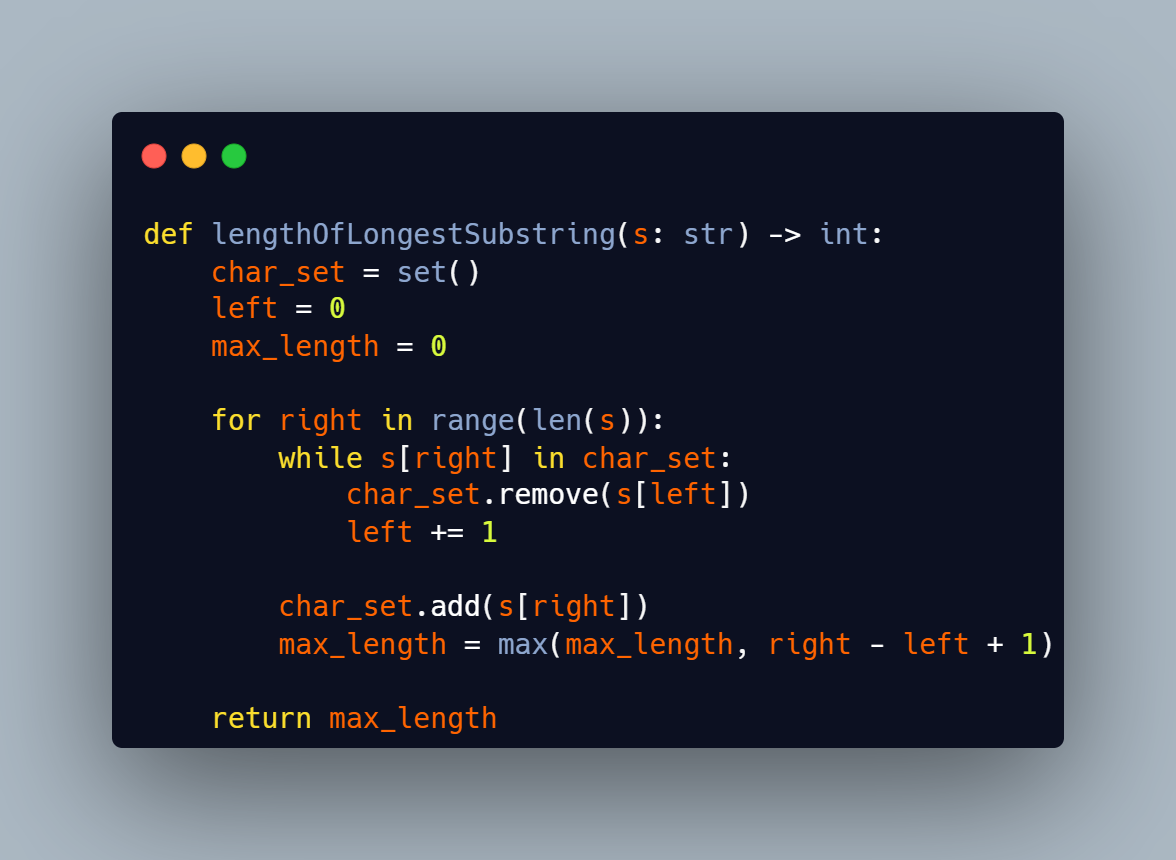 def lengthOfLongestSubstring(s: str) -> int:
    char_set = set()
    left = 0
    max_length = 0

    for right in range(len(s)):
        while s[right] in char_set:
            char_set.remove(s[left])
            left += 1

        char_set.add(s[right])
        max_length = max(max_length, right - left + 1)

    return max_length